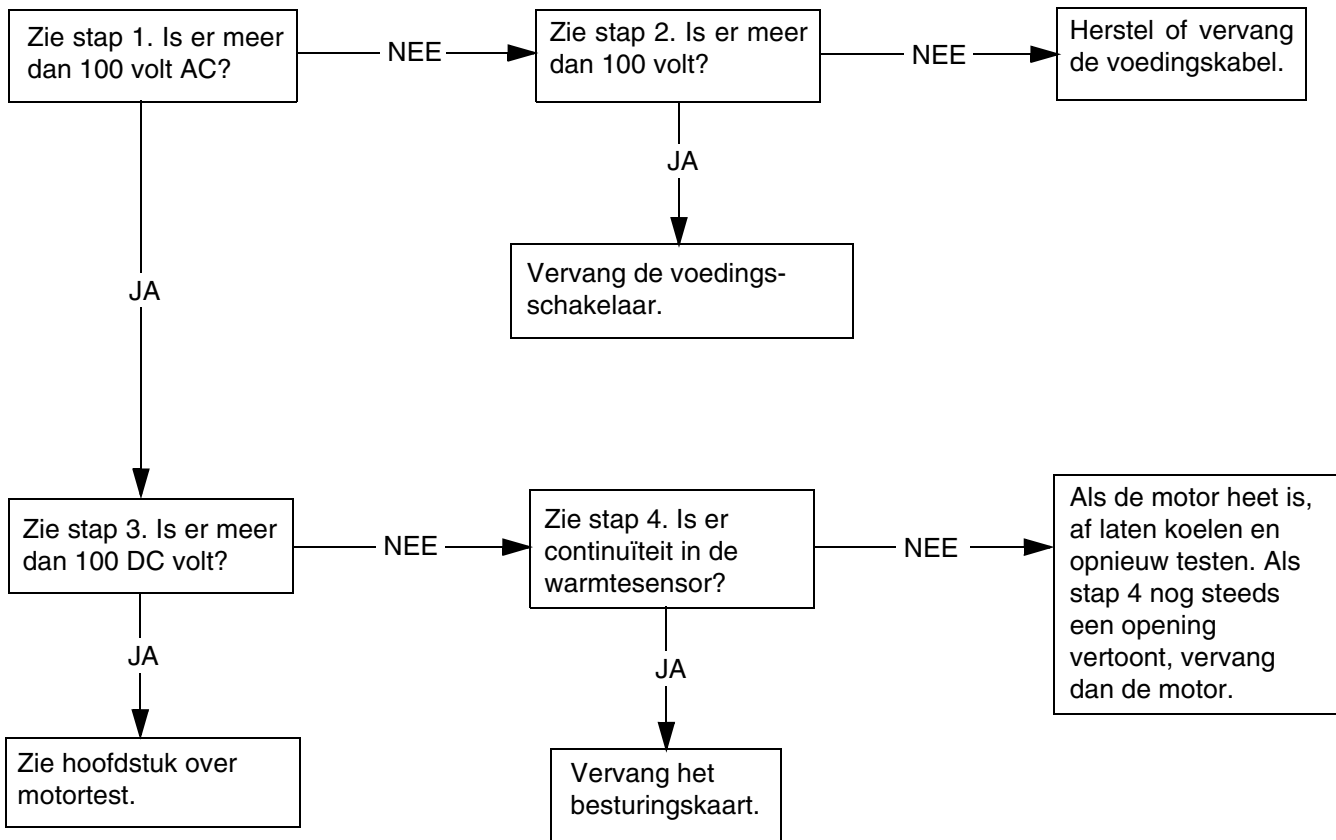 Zie stap 1. Is er meer
dan 100 volt AC?
NEE
Zie stap 2. Is er meer
dan 100 volt?
NEE
Herstel of vervang
de voedingskabel.
JA
JA
Vervang de voedings-
schakelaar.
Zie stap 3. Is er meer
dan 100 DC volt?
NEE
Zie stap 4. Is er
continuïteit in de
warmtesensor?
NEE
Als de motor heet is,
af laten koelen en
opnieuw testen. Als
stap 4 nog steeds
een opening
vertoont, vervang
dan de motor.
JA
JA
Zie hoofdstuk over
motortest.
Vervang het
besturingskaart.